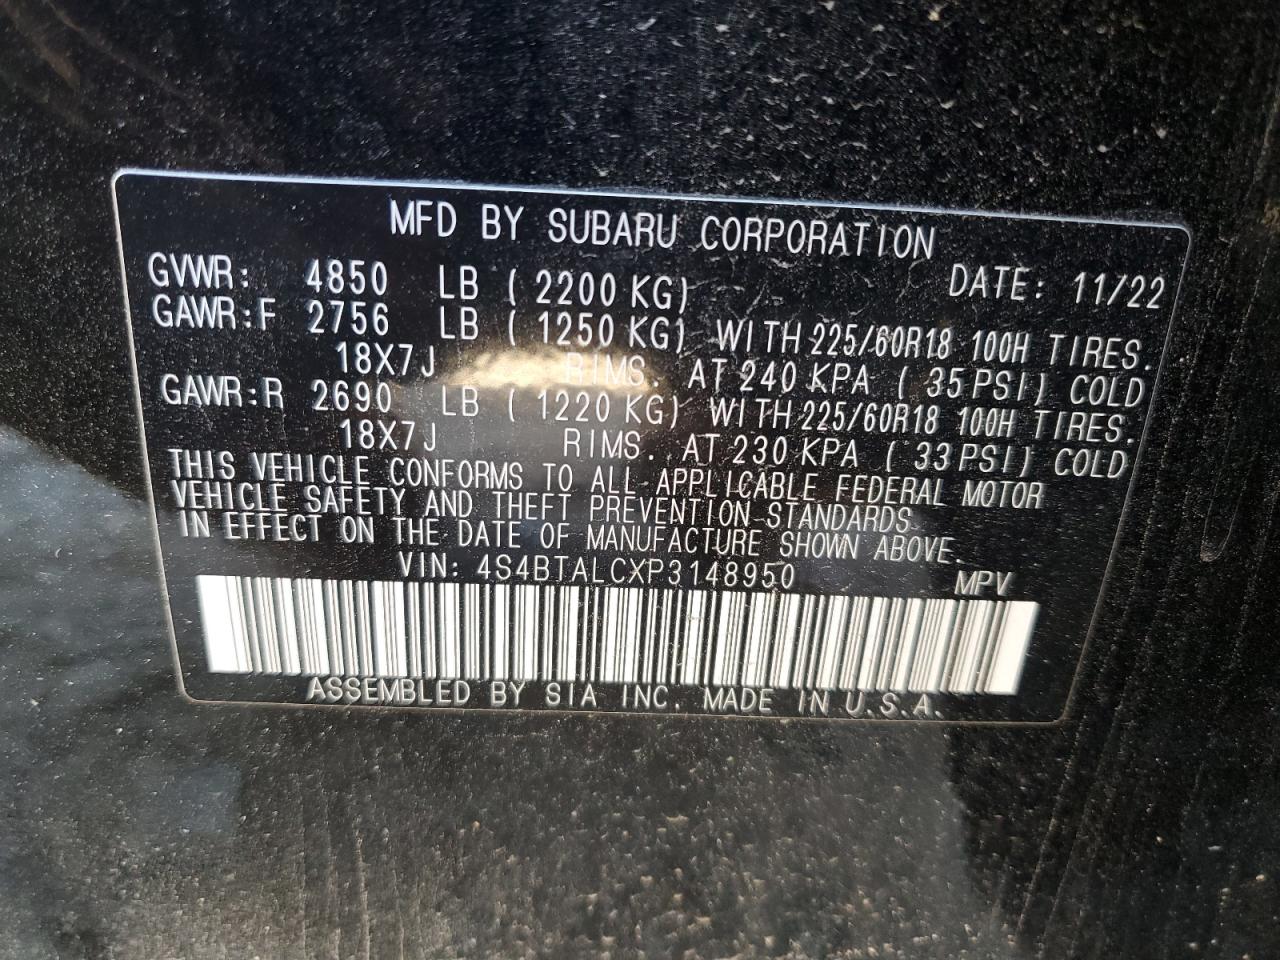 MFD BY SUBARU CORPORATION
GVWR: 4850 LB ( 2200 KG) DATE: 11/22
GAWR:F 2756 LB ( 1250 KG) WITH 225/60R18 100H TIRES.
18X7J RIMS. AT 240 KPA ( 35 PSI) COLD
GAWR:R 2690 LB ( 1220 KG) WITH 225/60R18 100H TIRES.
18X7J RIMS. AT 230 KPA ( 33 PSI) COLD
THIS VEHICLE CONFORMS TO ALL APPLICABLE FEDERAL MOTOR
VEHICLE SAFETY AND THEFT PREVENTION STANDARDS
IN EFFECT ON THE DATE OF MANUFACTURE SHOWN ABOVE.
VIN: 4S4BTALCXP3148950 MPV
ASSEMBLED BY SIA INC. MADE IN U.S.A.